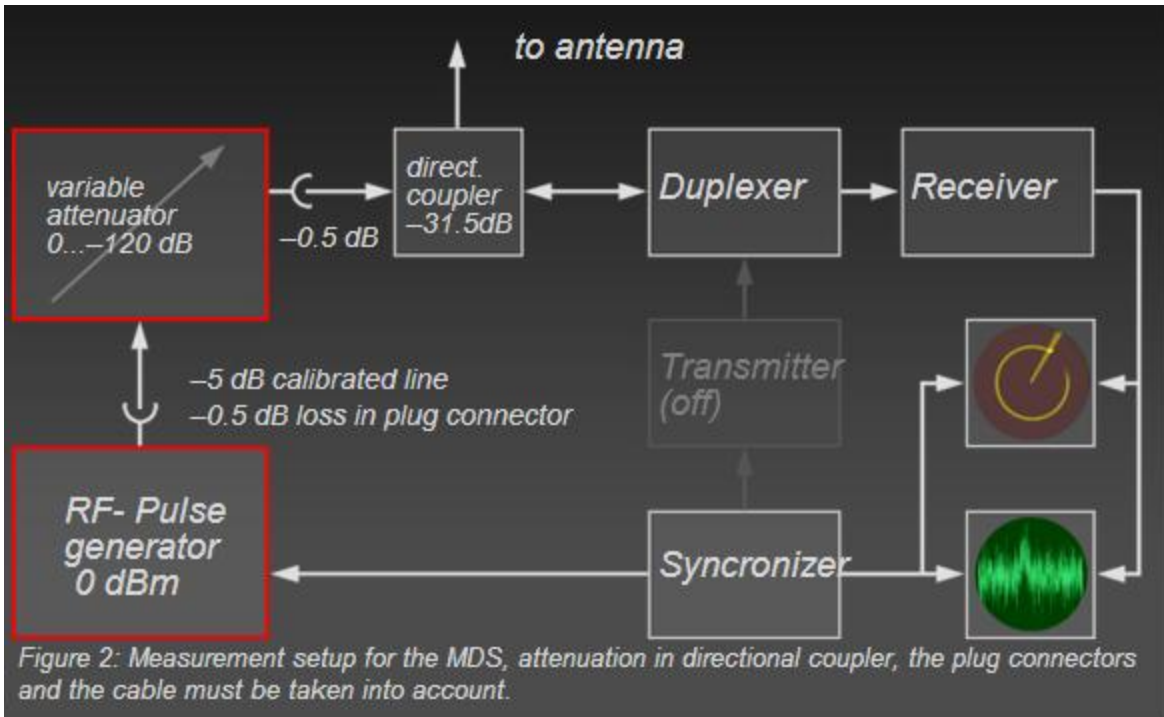 to antenna
variable
attenuator
0...–120 dB
–0.5 dB
direct.
coupler
–31.5dB
Duplexer
Receiver
–5 dB calibrated line
–0.5 dB loss in plug connector
Transmitter
(off)
RF- Pulse
generator
0 dBm
Syncronizer
Figure 2: Measurement setup for the MDS, attenuation in directional coupler, the plug connectors
and the cable must be taken into account.